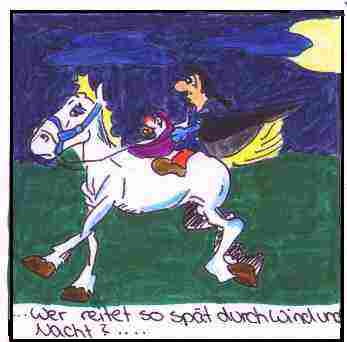 ...Wer reitet so spät durch Wind und
Nacht?....